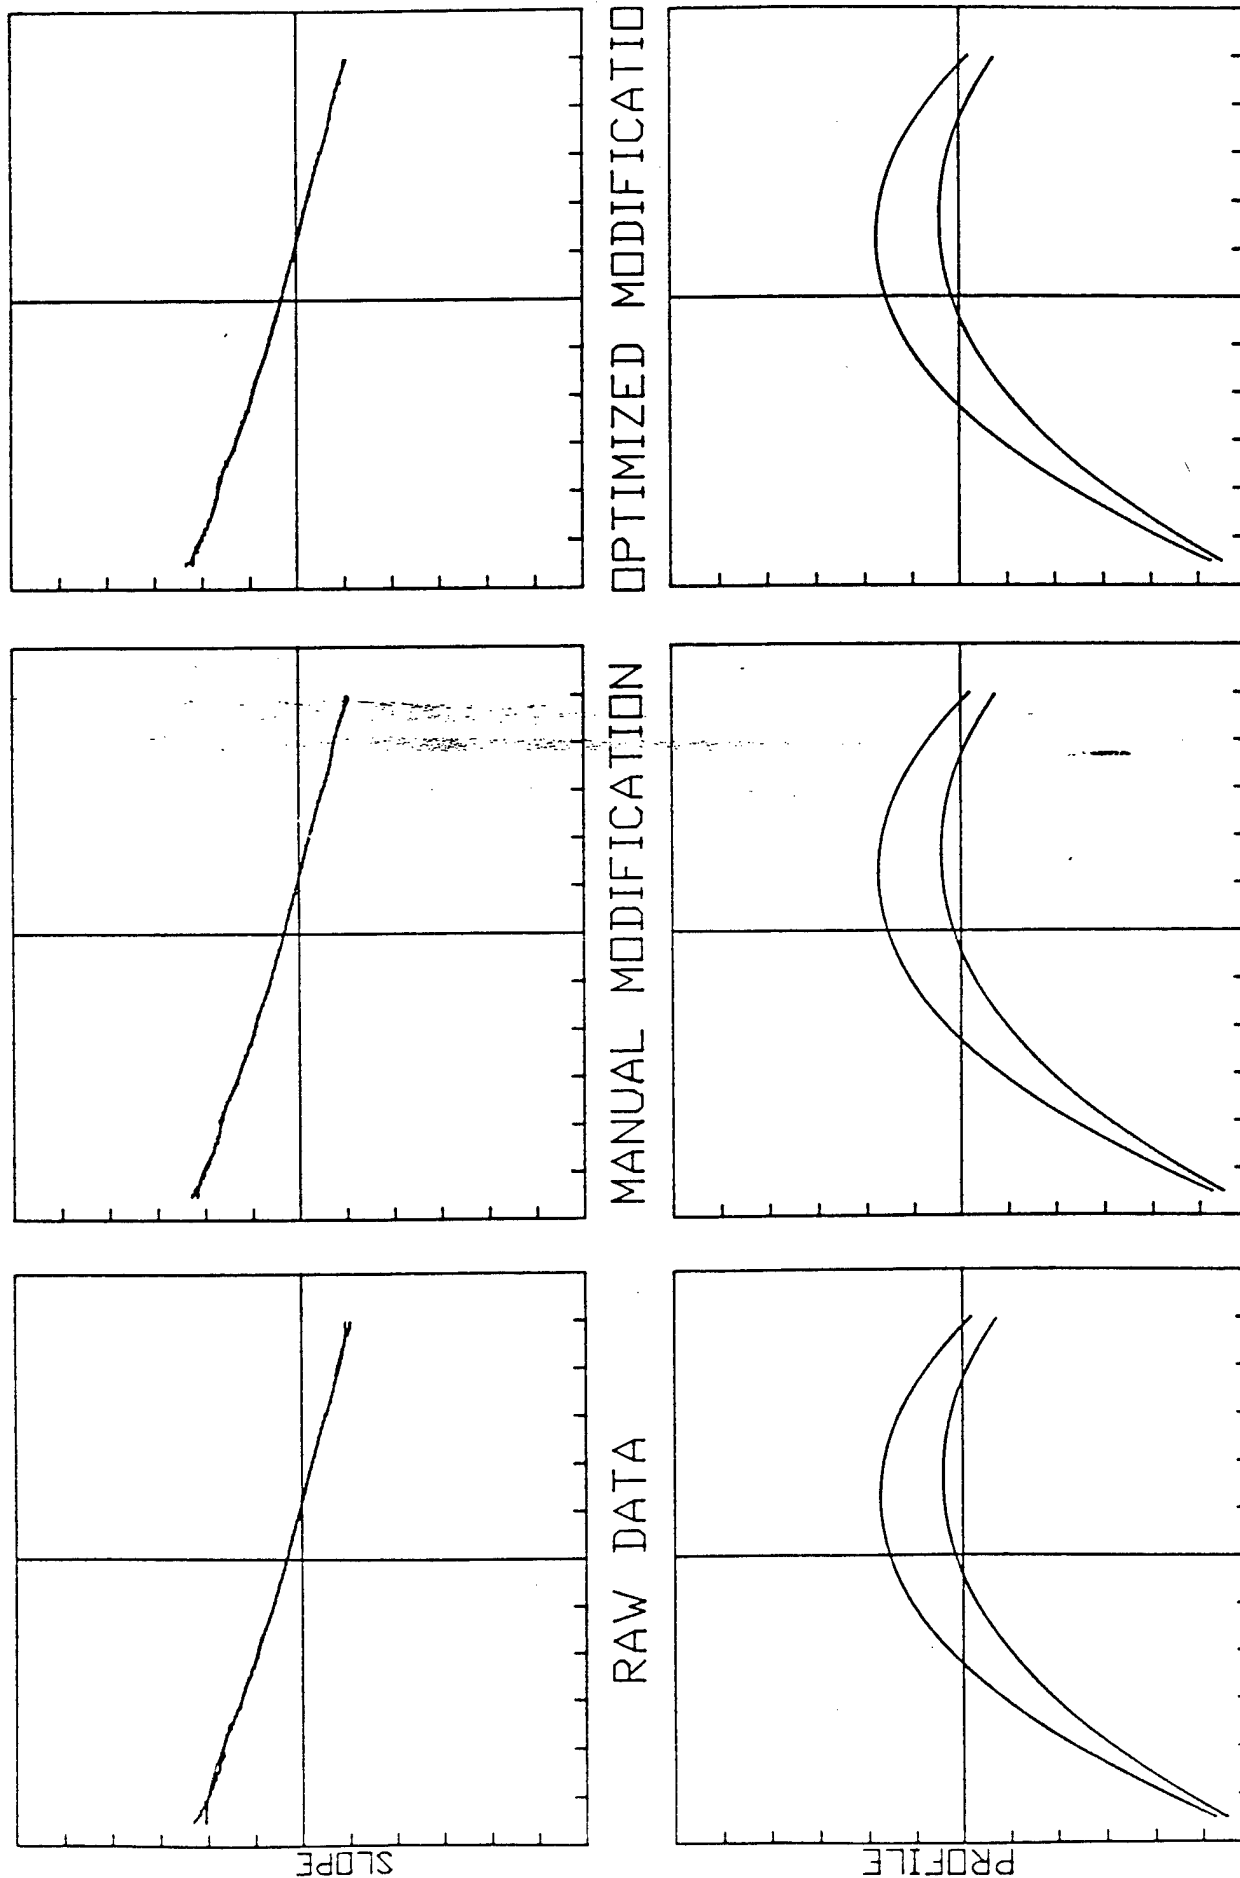 SLOPE
RAW DATA
MANUAL MODIFICATION
OPTIMIZED MODIFICATIO
PROFILE